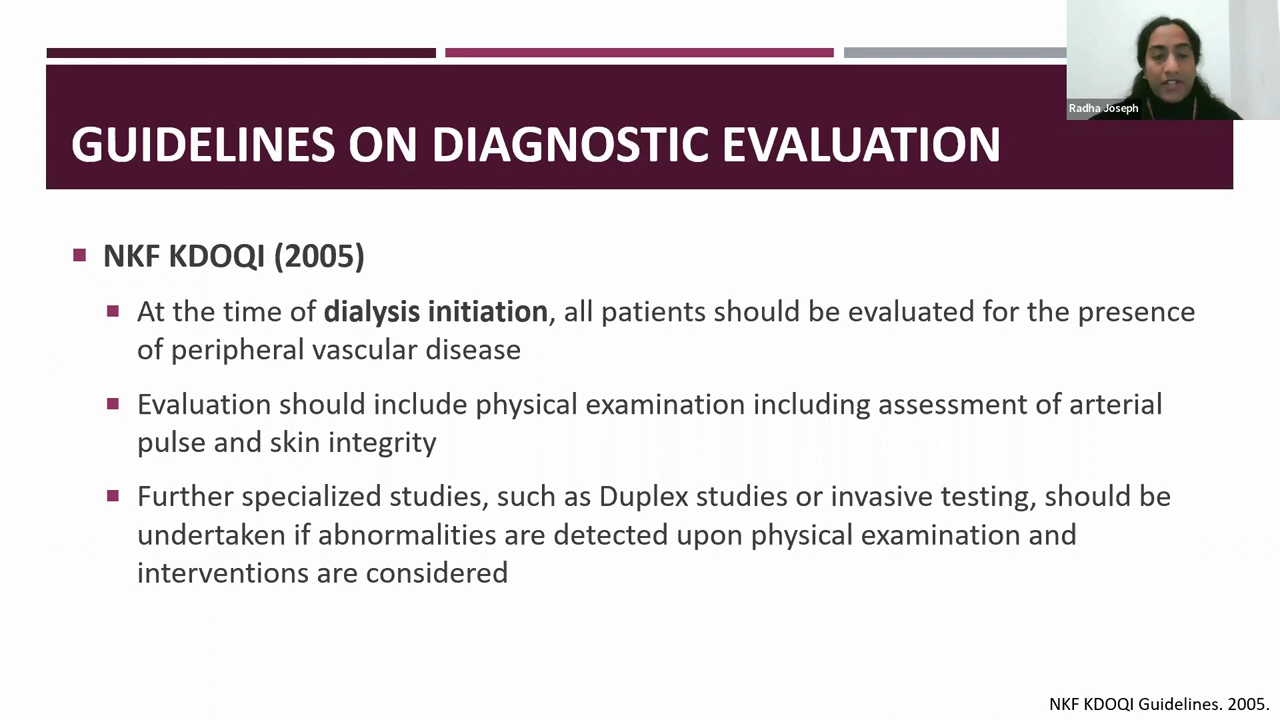 Radha Joseph
GUIDELINES ON DIAGNOSTIC EVALUATION
NKF KDOQI (2005)
At the time of dialysis initiation, all patients should be evaluated for the presence
of peripheral vascular disease
Evaluation should include physical examination including assessment of arterial
pulse and skin integrity
Further specialized studies, such as Duplex studies or invasive testing, should be
undertaken if abnormalities are detected upon physical examination and
interventions are considered
NKF KDOQI Guidelines. 2005.